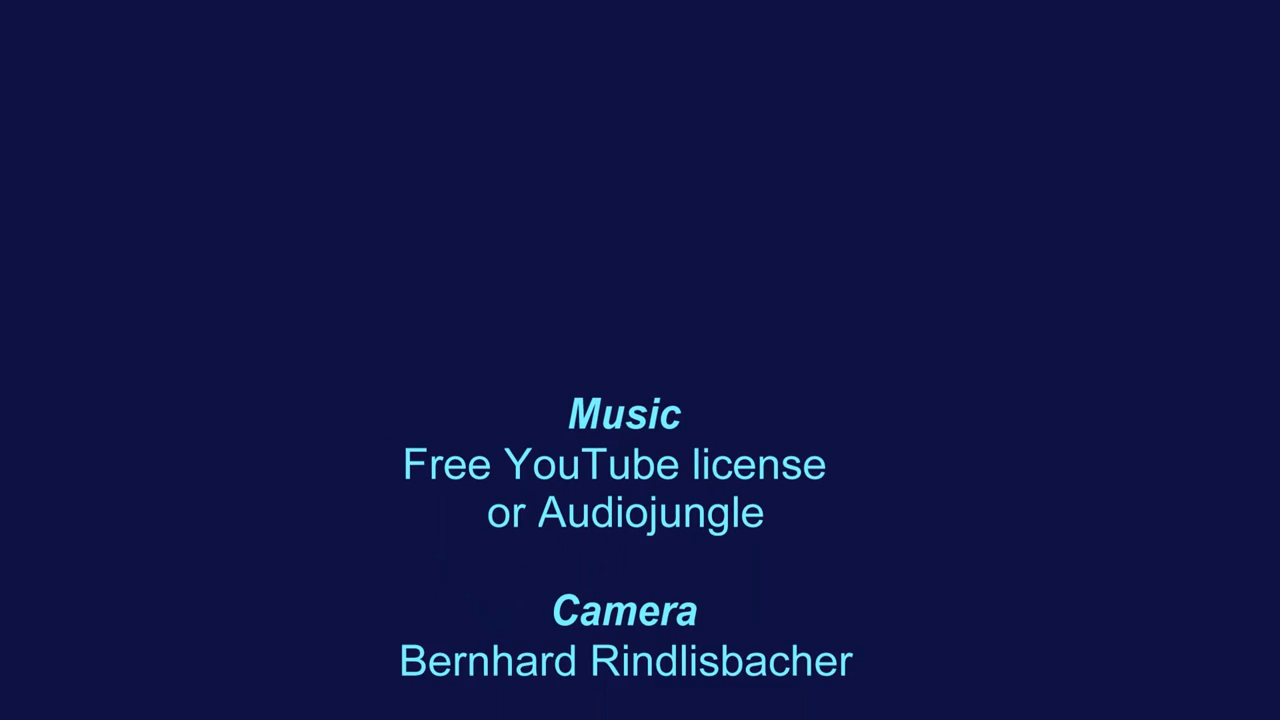 Music
Free YouTube license
or Audiojungle
Camera
Bernhard Rindlisbacher